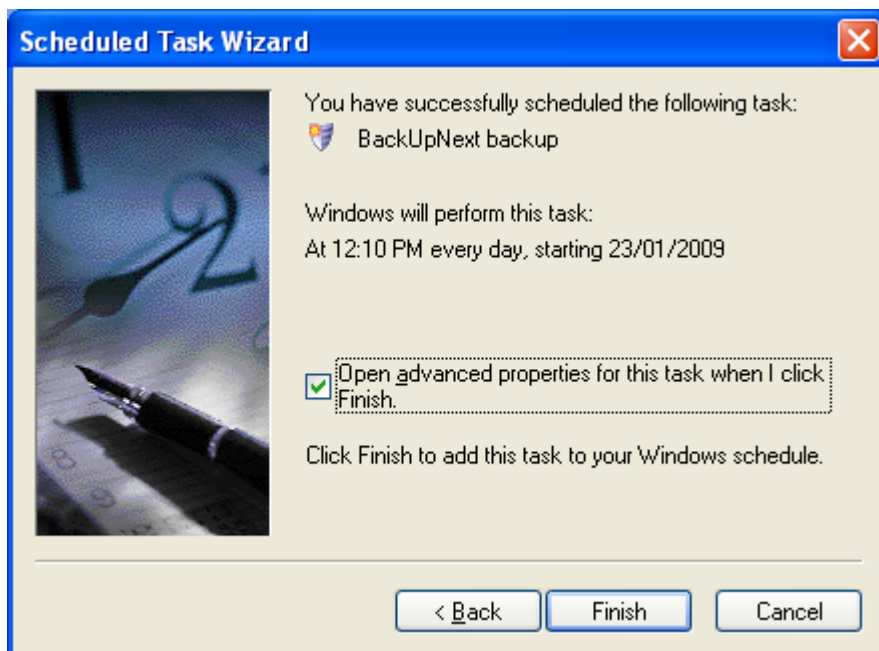 Scheduled Task Wizard
You have successfully scheduled the following task:
BackUpNext backup
Windows will perform this task:
At 12:10 PM every day, starting 23/01/2009
Open advanced properties for this task when I click
Finish.
Click Finish to add this task to your Windows schedule.
< Back
Finish
Cancel